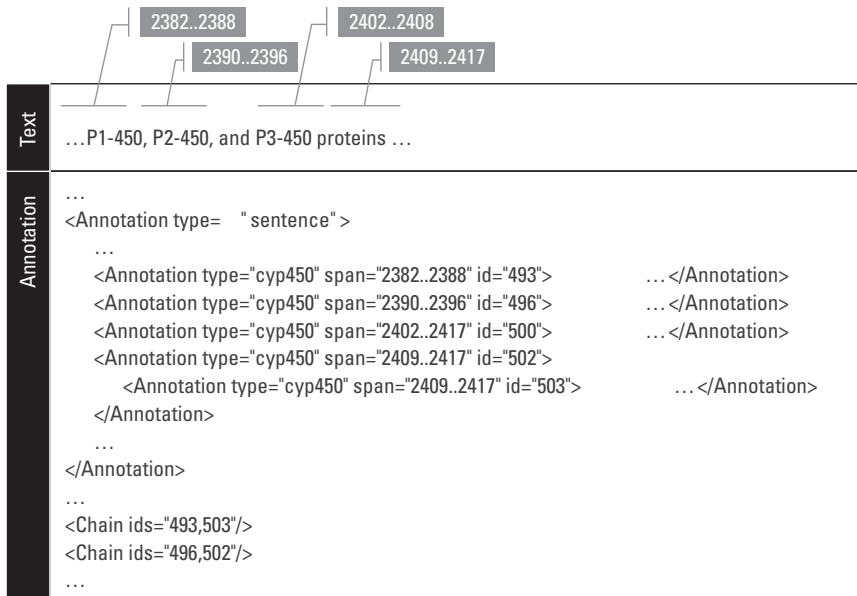 2382..2388 2402..2408
2390..2396 2409..2417
Text
…P1-450, P2-450, and P3-450 proteins …
Annotation
…
<Annotation type= " sentence" >
…
<Annotation type="cyp450" span="2382..2388" id="493"> …</Annotation>
<Annotation type="cyp450" span="2390..2396" id="496"> …</Annotation>
<Annotation type="cyp450" span="2402..2417" id="500"> …</Annotation>
<Annotation type="cyp450" span="2409..2417" id="502">
<Annotation type="cyp450" span="2409..2417" id="503"> …</Annotation>
</Annotation>
…
</Annotation>
…
<Chain ids="493,503"/>
<Chain ids="496,502"/>
…